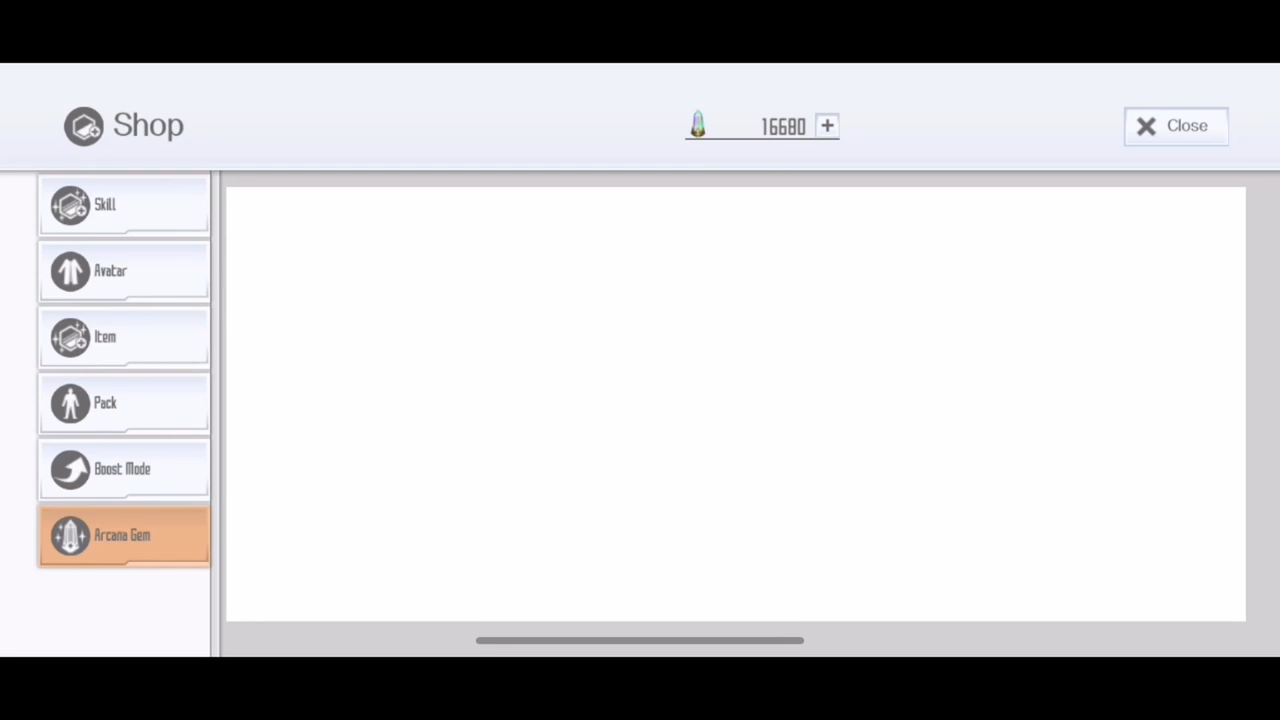 Shop
16680 +
Close
Skill
Avatar
Item
Pack
Boost Mode
Arcana Gem